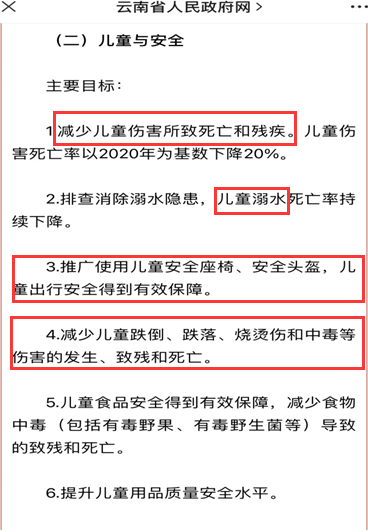 云南省人民政府网
（二）儿童与安全
主要目标：
1.减少儿童伤害所致死亡和残疾。儿童伤
害死亡率以2020年为基数下降20%。
2.排查消除溺水隐患，儿童溺水死亡率持
续下降。
3.推广使用儿童安全座椅、安全头盔，儿
童出行安全得到有效保障。
4.减少儿童跌倒、跌落、烧烫伤和中毒等
伤害的发生、致残和死亡。
5.儿童食品安全得到有效保障，减少食物
中毒（包括有毒野果、有毒野生菌等）导致
的致残和死亡。
6.提升儿童用品质量安全水平。